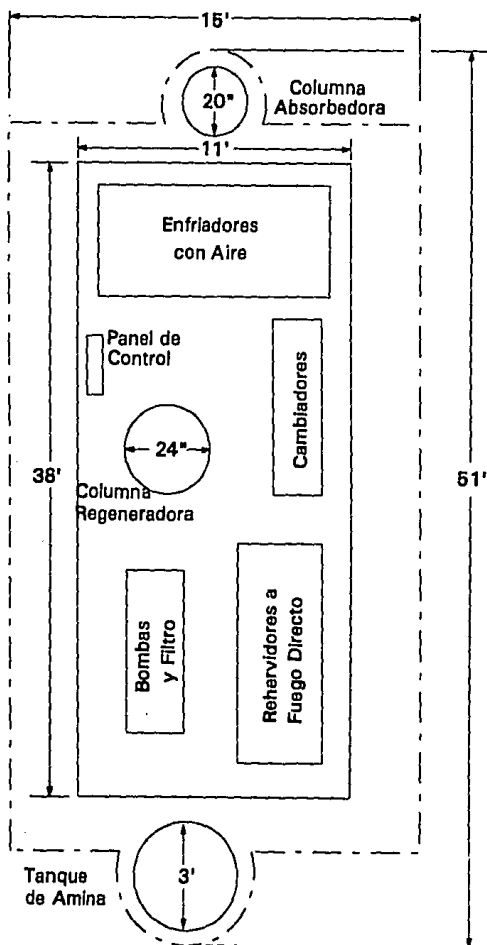 15'
20"
Columna
Absorbedora
11'
Enfriadores
con Aire
Panel de
Control
Cambiadores
24"
38'
51'
Columna
Regeneradora
Bombas
y Filtro
Rehervidores a
Fuego Directo
Tanque
de Amina
3'